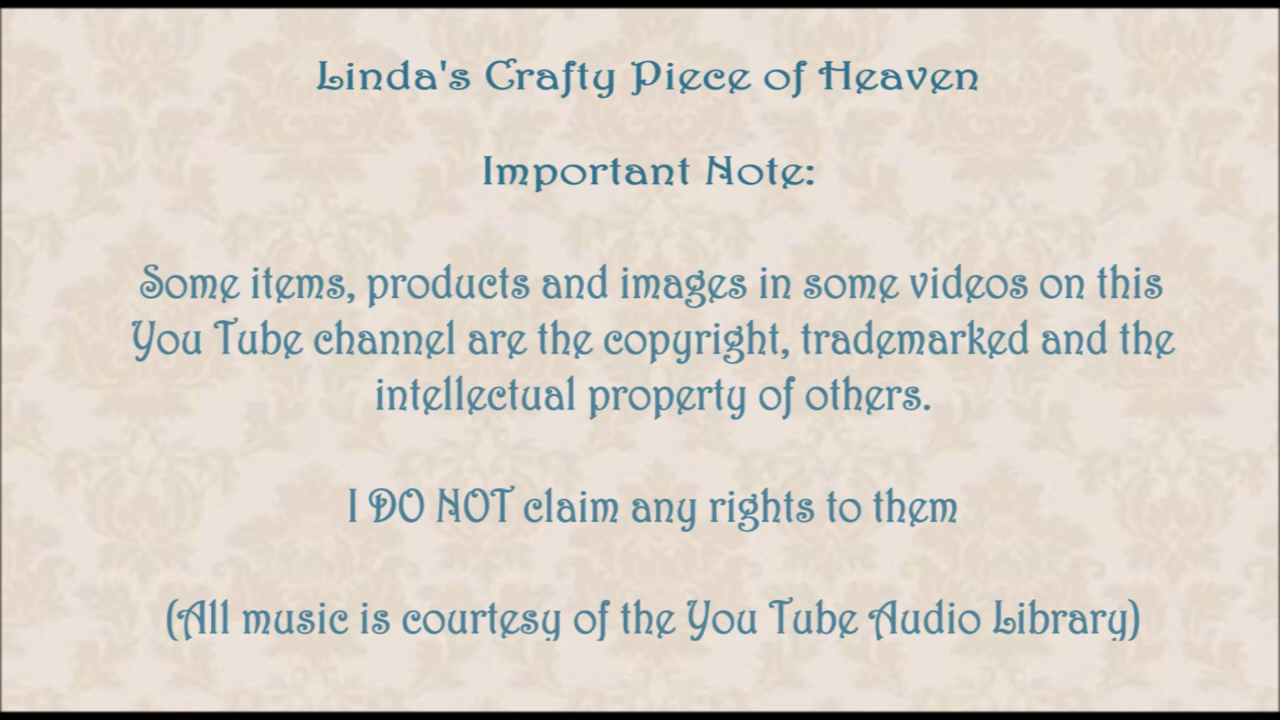 Linda's Crafty Piece of Heaven
Important Note:
Some items, products and images in some videos on this
You Tube channel are the copyright, trademarked and the
intellectual property of others.
I DO NOT claim any rights to them
(All music is courtesy of the You Tube Audio Library)